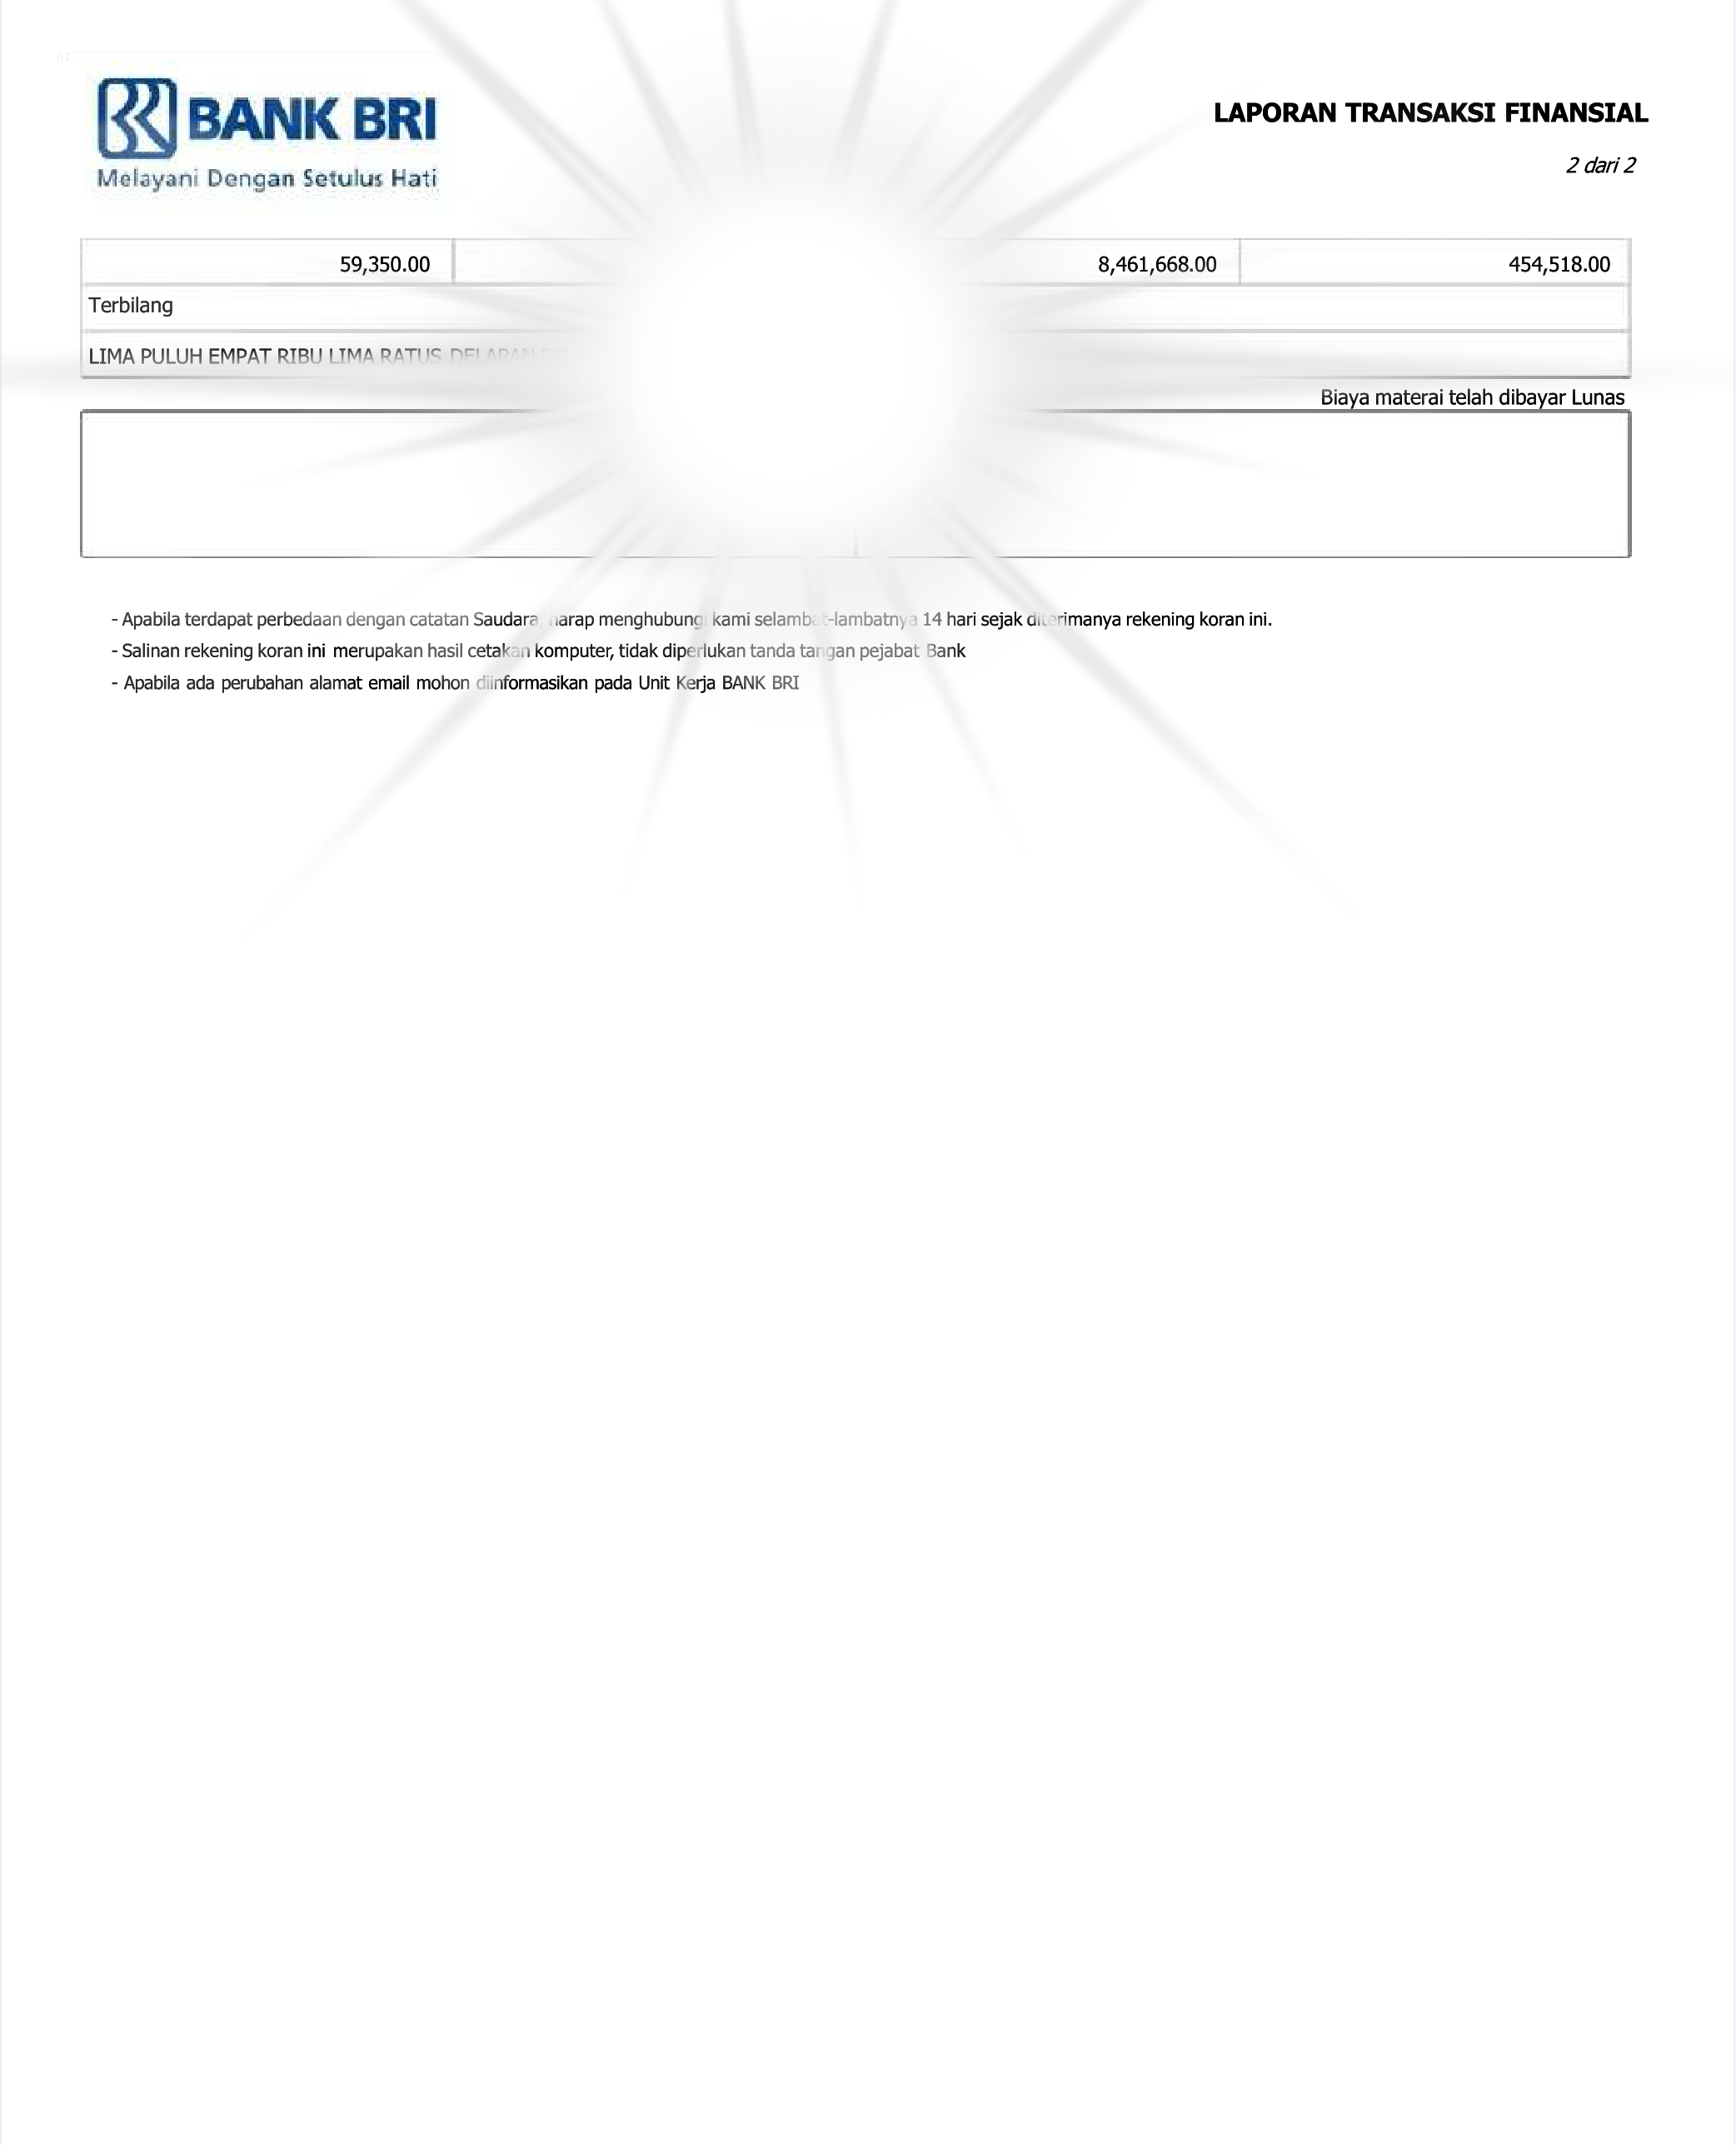 BANK BRI
Melayani Dengan Setulus Hati
LAPORAN TRANSAKSI FINANSIAL
2 dari 2
59,350.00 8,461,668.00 454,518.00
Terbilang
LIMA PULUH EMPAT RIBU LIMA RATUS DELAPAN
Biaya materai telah dibayar Lunas
- Apabila terdapat perbedaan dengan catatan Saudara, harap menghubungi kami selambat-lambatnya 14 hari sejak diterimanya rekening koran ini.
- Salinan rekening koran ini merupakan hasil cetakan komputer, tidak diperlukan tanda tangan pejabat Bank
- Apabila ada perubahan alamat email mohon diinformasikan pada Unit Kerja BANK BRI